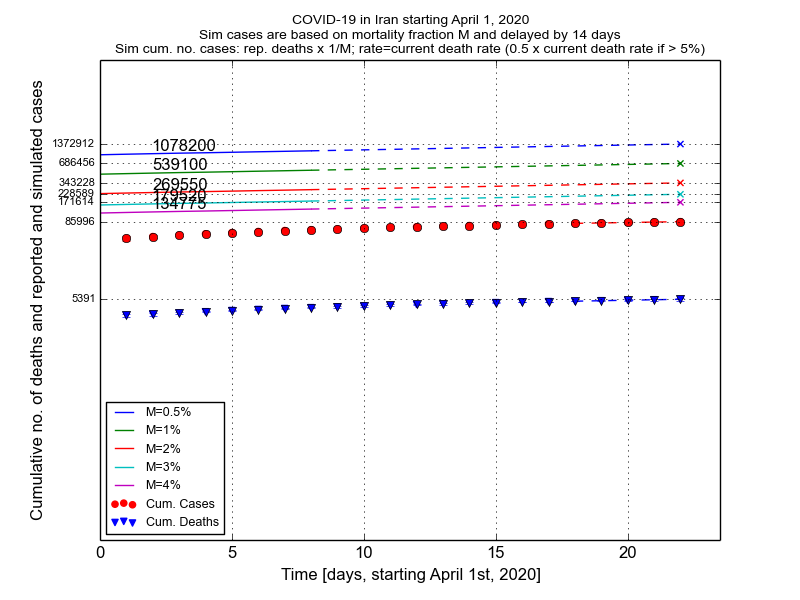 COVID-19 in Iran starting April 1, 2020
Sim cases are based on mortality fraction M and delayed by 14 days
Sim cum. no. cases: rep. deaths x 1/M; rate=current death rate (0.5 x current death rate if > 5%)
Cumulative no. of deaths and reported and simulated cases
1372912
686456
343228
228589
171614
85996
5391
1078200
539100
269550
179520
134775
M=0.5%
M=1%
M=2%
M=3%
M=4%
Cum. Cases
Cum. Deaths
0 5 10 15 20
Time [days, starting April 1st, 2020]